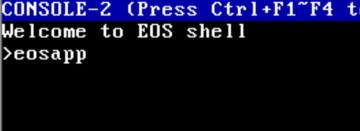 CONSOLE-2 (Press Ctrl+F1~F4 t
Welcome to EOS shell
>eosapp